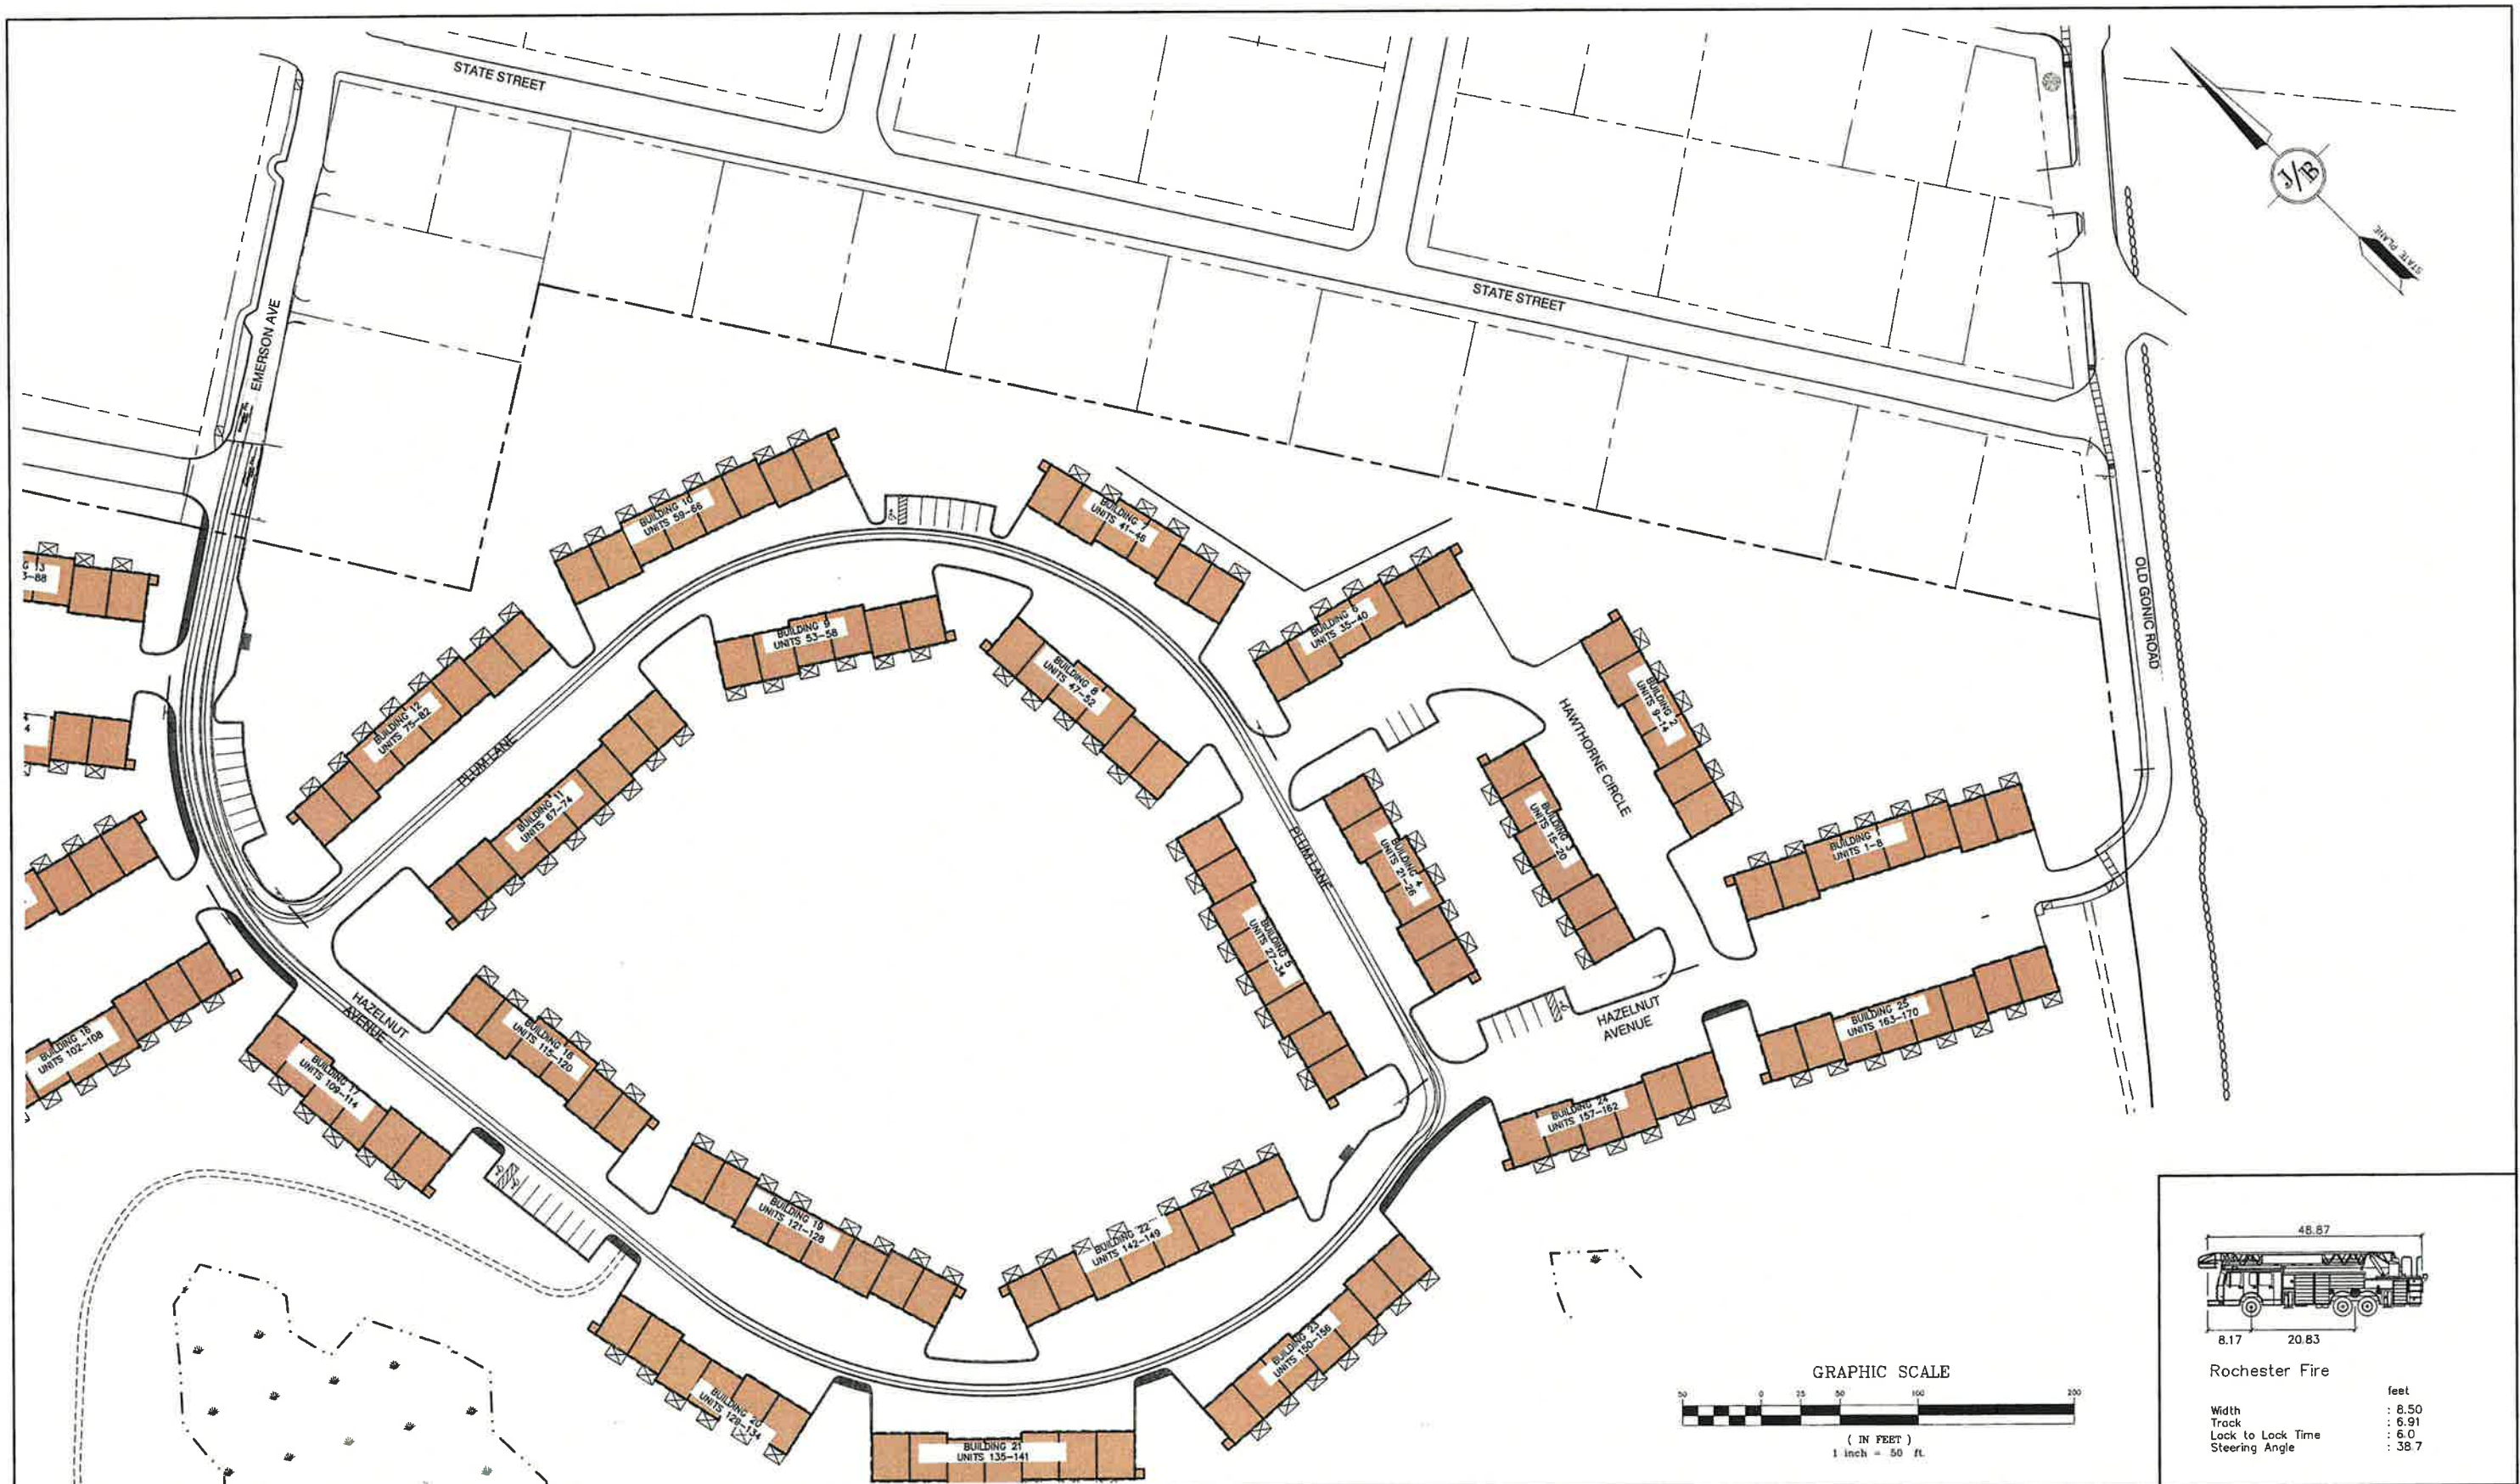 STATE STREET
J/B
STATE PLANE
EMERSON AVE
STATE STREET
BUILDING 10
UNITS 59-66
BUILDING 7
UNITS 41-46
OLD GONIC ROAD
3-88
BUILDING 9
UNITS 53-58
BUILDING 6
UNITS 35-40
BUILDING 8
UNITS 47-52
BUILDING 2
UNITS 9-14
BUILDING 12
UNITS 75-82
PLUM LANE
HAWTHORNE CIRCLE
BUILDING 11
UNITS 67-74
BUILDING 3
UNITS 15-20
BUILDING 1
UNITS 1-8
PLUM LANE
BUILDING 4
UNITS 21-26
BUILDING 5
UNITS 27-34
HAZELNUT
AVENUE
HAZELNUT
AVENUE
BUILDING 25
UNITS 163-170
BUILDING 16
UNITS 102-108
BUILDING 18
UNITS 115-120
BUILDING 17
UNITS 109-114
BUILDING 24
UNITS 157-162
BUILDING 19
UNITS 121-128
BUILDING 22
UNITS 142-149
BUILDING 23
UNITS 150-156
BUILDING 20
UNITS 129-134
BUILDING 21
UNITS 135-141
GRAPHIC SCALE
50 0 25 50 100 200
( IN FEET )
1 inch = 50 ft.
48.87
8.17 20.83
Rochester Fire
feet
Width : 8.50
Track : 6.91
Lock to Lock Time : 6.0
Steering Angle : 38.7